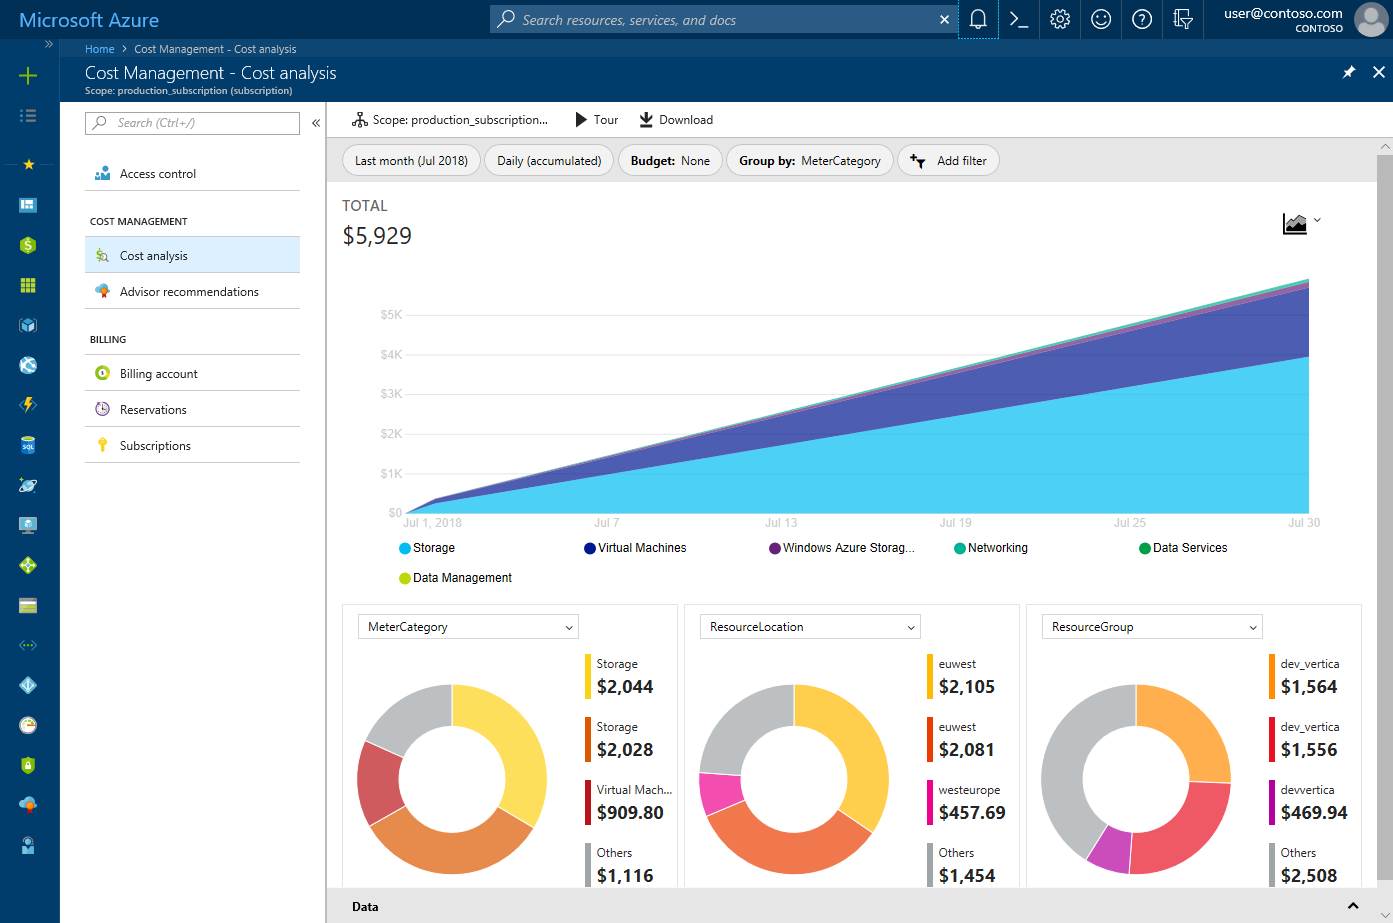 Microsoft Azure
Search resources, services, and docs
user@contoso.com
CONTOSO
Home > Cost Management - Cost analysis
Cost Management - Cost analysis
Scope: production_subscription (subscription)
Search (Ctrl+/)
Access control
COST MANAGEMENT
Cost analysis
Advisor recommendations
BILLING
Billing account
Reservations
Subscriptions
Scope: production_subscription...
Tour
Download
Last month (Jul 2018)
Daily (accumulated)
Budget: None
Group by: MeterCategory
Add filter
TOTAL
$5,929
$5K
$4K
$3K
$2K
$1K
$0
Jul 1, 2018
Jul 7
Jul 13
Jul 19
Jul 25
Jul 30
Storage
Virtual Machines
Windows Azure Storag...
Networking
Data Services
Data Management
MeterCategory
Storage
$2,044
Storage
$2,028
Virtual Mach...
$909.80
Others
$1,116
ResourceLocation
euwest
$2,105
euwest
$2,081
westeurope
$457.69
Others
$1,454
ResourceGroup
dev_vertica
$1,564
dev_vertica
$1,556
devvertica
$469.94
Others
$2,508
Data